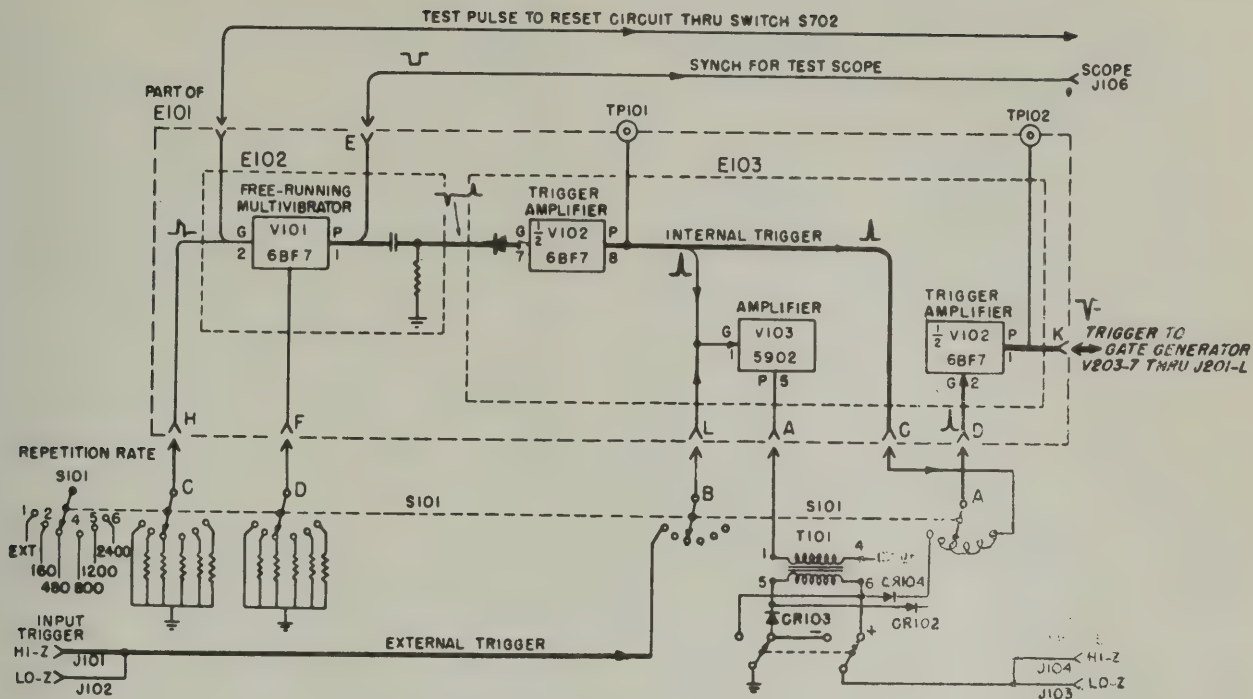 TEST PULSE TO RESET CIRCUIT THRU SWITCH S702
SYNCH FOR TEST SCOPE
SCOPE
J106
PART OF
E101
TP101
TP102
E
E102
E103
FREE-RUNNING
MULTIVIBRATOR
TRIGGER
AMPLIFIER
G
V101
P
2
6BF7
1
G
1/2 V102
P
7
6BF7
8
INTERNAL TRIGGER
AMPLIFIER
TRIGGER
AMPLIFIER
G
V103
1
5902
P 5
1/2 V102
P
6BF7
1
G 2
K
TRIGGER TO
GATE GENERATOR
V203-7 THRU J201-L
H
F
L
A
C
D
REPETITION RATE
S101
C
D
B
A
S101
S101
1
2
4
5
6
EXT
160
480
800
1200
2400
T101
1
4
5
6
CR104
CR103
CR102
-
+
INPUT
TRIGGER
HI-Z
J101
LO-Z
J102
EXTERNAL TRIGGER
HI-Z
J104
LO-Z
J103